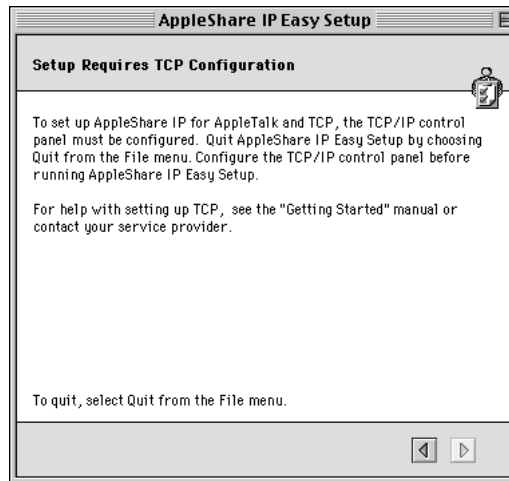 AppleShare IP Easy Setup
Setup Requires TCP Configuration
To set up AppleShare IP for AppleTalk and TCP, the TCP/IP control
panel must be configured.  Quit AppleShare IP Easy Setup by choosing
Quit from the File menu. Configure the TCP/IP control panel before
running AppleShare IP Easy Setup.
For help with setting up TCP,  see the "Getting Started" manual or
contact your service provider.
To quit, select Quit from the File menu.